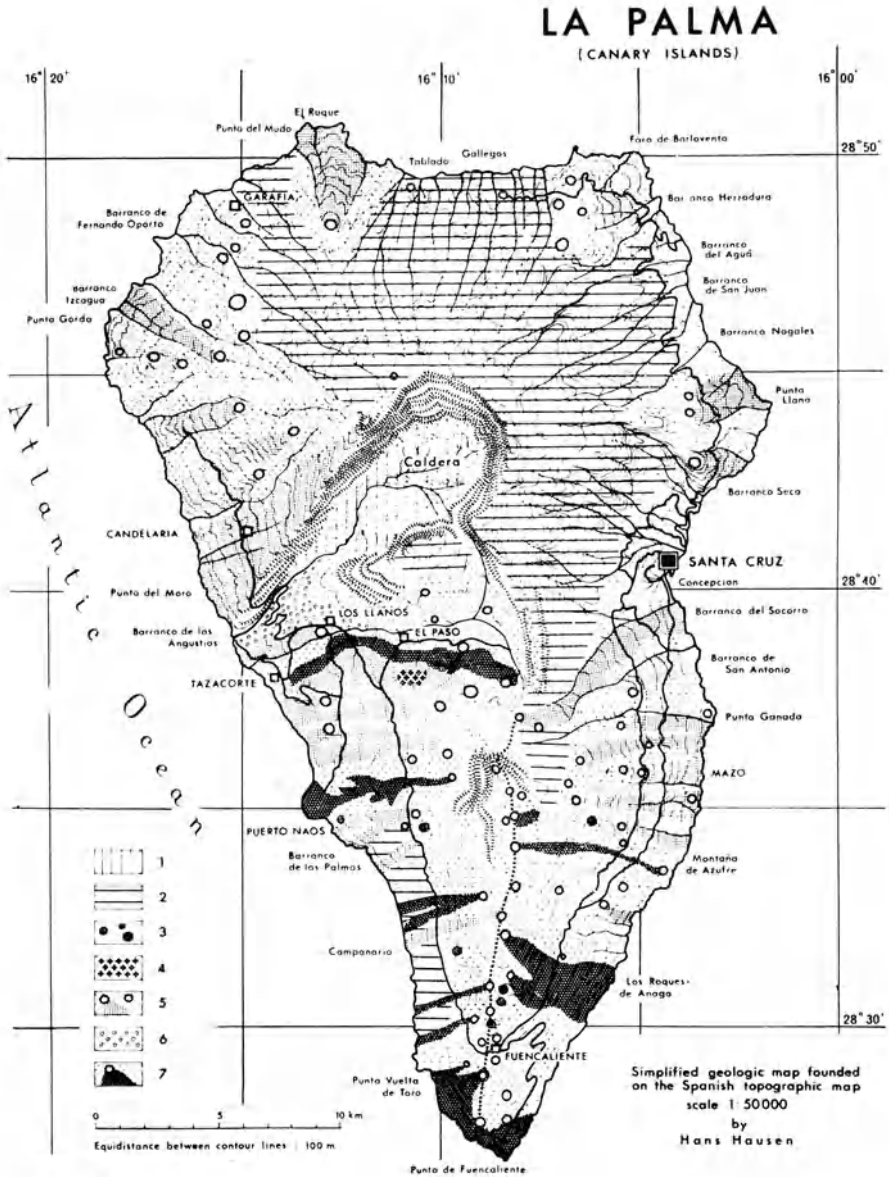 LA PALMA
(CANARY ISLANDS)
16° 20'
16° 10'
16° 00'
El Roque
Punta del Mudo
Tablado
Gallegos
Faro de Barlovento
28° 50'
GARAFIA
Barranco de
Fernando Oporto
Barranco Herradura
Barranco
del Agua
Barranco
de San Juan
Barranco
Izcagua
Punta Gorda
Barranco Nogales
Punta
Llana
Atlantic Ocean
Caldera
Barranco Seco
CANDELARIA
SANTA CRUZ
Concepcion
28° 40'
Punta del Moro
LOS LLANOS
Barranco del Socorro
Barranco de las
Angustias
EL PASO
Barranco de
San Antonio
TAZACORTE
Punta Ganada
MAZO
PUERTO NAOS
Barranco
de las Palmas
Montaña
de Azufre
1
2
3
4
5
6
7
Campanario
Los Roques
de Anaga
28° 30'
FUENCALIENTE
Punta Vuelta
de Toro
0 5 10 km
Equidistance between contour lines : 100 m
Simplified geologic map founded
on the Spanish topographic map
scale 1:50000
by
Hans Hausen
Punta de Fuencaliente